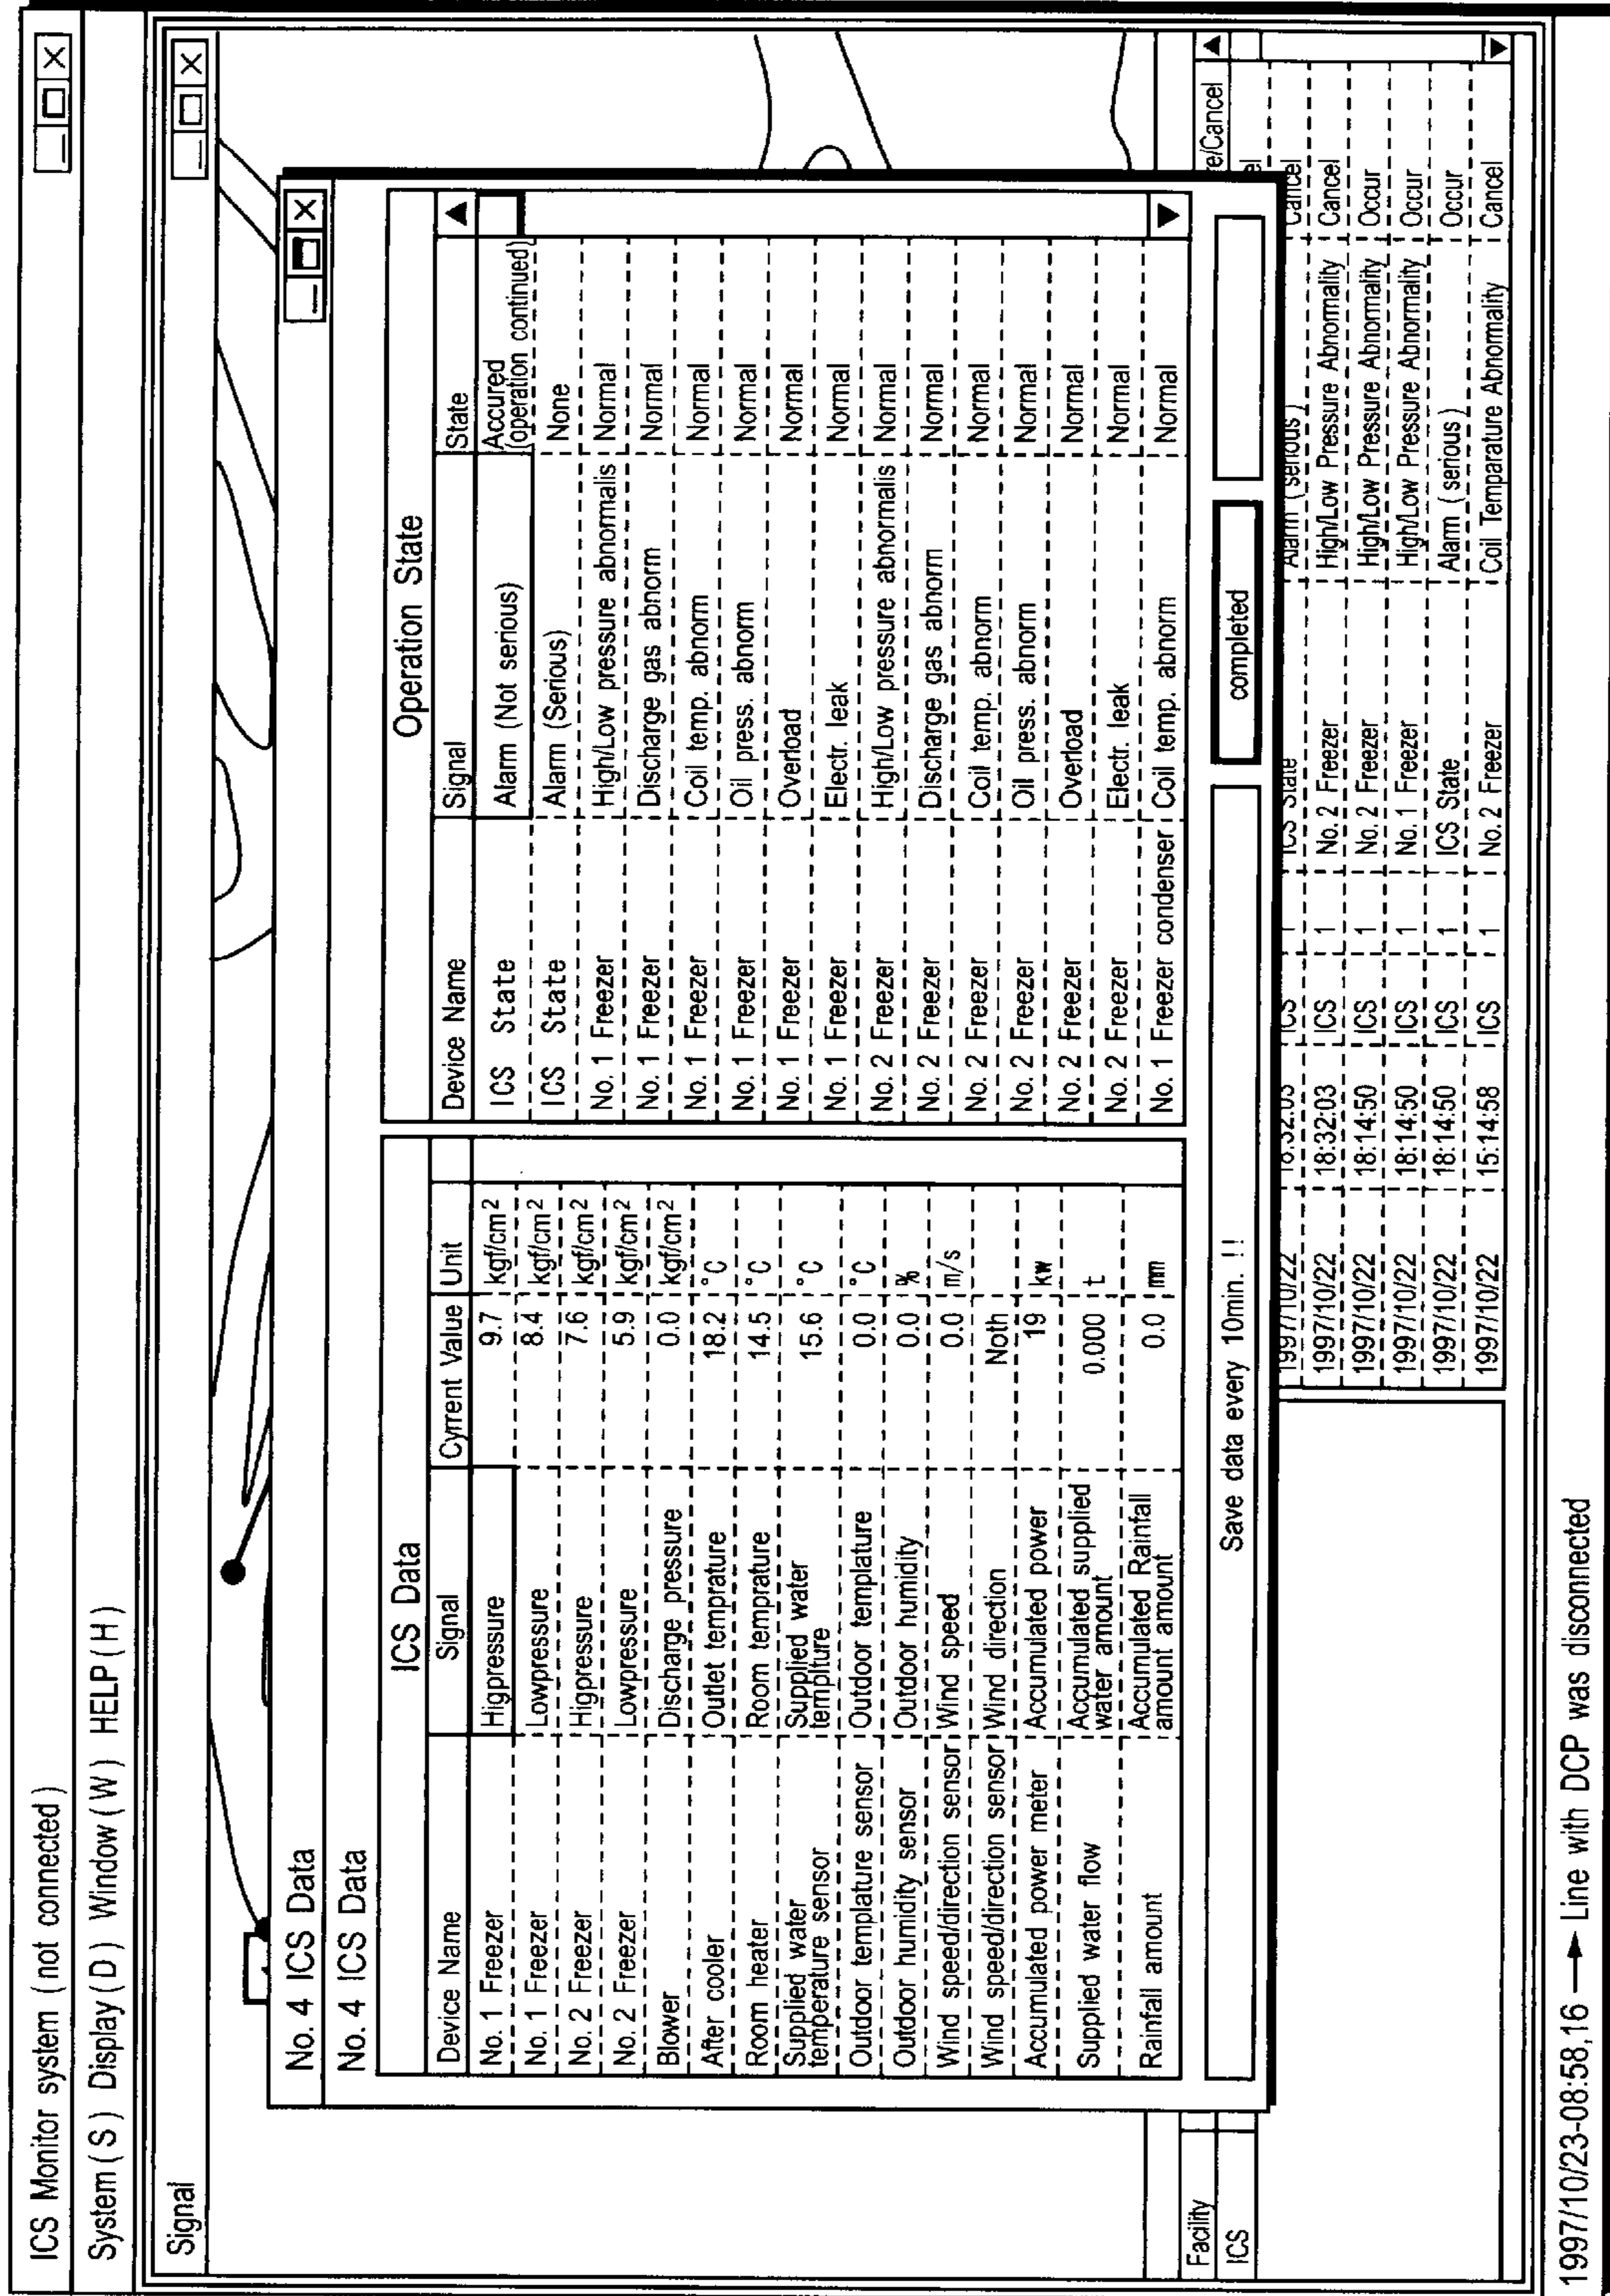 ICS Monitor system ( not connected )
System ( S ) Display ( D ) Window ( W ) HELP ( H )
Signal
No. 4 ICS Data
No. 4 ICS Data
ICS Data
Device Name Signal Cyrrent Value Unit
No. 1 Freezer Higpressure 9.7 kgf/cm2
No. 1 Freezer Lowpressure 8.4 kgf/cm2
No. 2 Freezer Higpressure 7.6 kgf/cm2
No. 2 Freezer Lowpressure 5.9 kgf/cm2
Blower Discharge pressure 0.0 kgf/cm2
After cooler Outlet temprature 18.2 °C
Room heater Room temprature 14.5 °C
Supplied water Supplied water 15.6 °C
temperature sensor templture
Outdoor templature sensor Outdoor templature 0.0 °C
Outdoor humidity sensor Outdoor humidity 0.0 %
Wind speed/direction sensor Wind speed 0.0 m/s
Wind speed/direction sensor Wind direction Noth
Accumulated power meter Accumulated power 19 kw
Supplied water flow Accumulated supplied 0.000 t
water amount
Rainfall amount Accumulated Rainfall 0.0 mm
amount amount
Operation State
Device Name Signal State
ICS State Alarm (Not serious) Accured
(operation continued)
ICS State Alarm (Serious) None
No. 1 Freezer High/Low pressure abnormalis Normal
No. 1 Freezer Discharge gas abnorm Normal
No. 1 Freezer Coil temp. abnorm Normal
No. 1 Freezer Oil press. abnorm Normal
No. 1 Freezer Overload Normal
No. 1 Freezer Electr. leak Normal
No. 2 Freezer High/Low pressure abnormalis Normal
No. 2 Freezer Discharge gas abnorm Normal
No. 2 Freezer Coil temp. abnorm Normal
No. 2 Freezer Oil press. abnorm Normal
No. 2 Freezer Overload Normal
No. 2 Freezer Electr. leak Normal
No. 1 Freezer condenser Coil temp. abnorm Normal
Save data every 10min. !! completed
Facility re/Cancel
ICS el
1997/10/22 18:32:03 ICS 1 ICS State Alarm ( serious ) Cancel
1997/10/22 18:32:03 ICS 1 No. 2 Freezer High/Low Pressure Abnormality Cancel
1997/10/22 18:14:50 ICS 1 No. 2 Freezer High/Low Pressure Abnormality Occur
1997/10/22 18:14:50 ICS 1 No. 1 Freezer High/Low Pressure Abnormality Occur
1997/10/22 18:14:50 ICS 1 ICS State Alarm ( serious ) Occur
1997/10/22 15:14:58 ICS 1 No. 2 Freezer Coil Temparature Abnomality Cancel
1997/10/23-08:58,16 → Line with DCP was disconnected